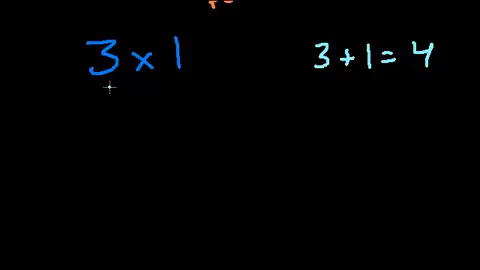 3 x 1
3 + 1 = 4